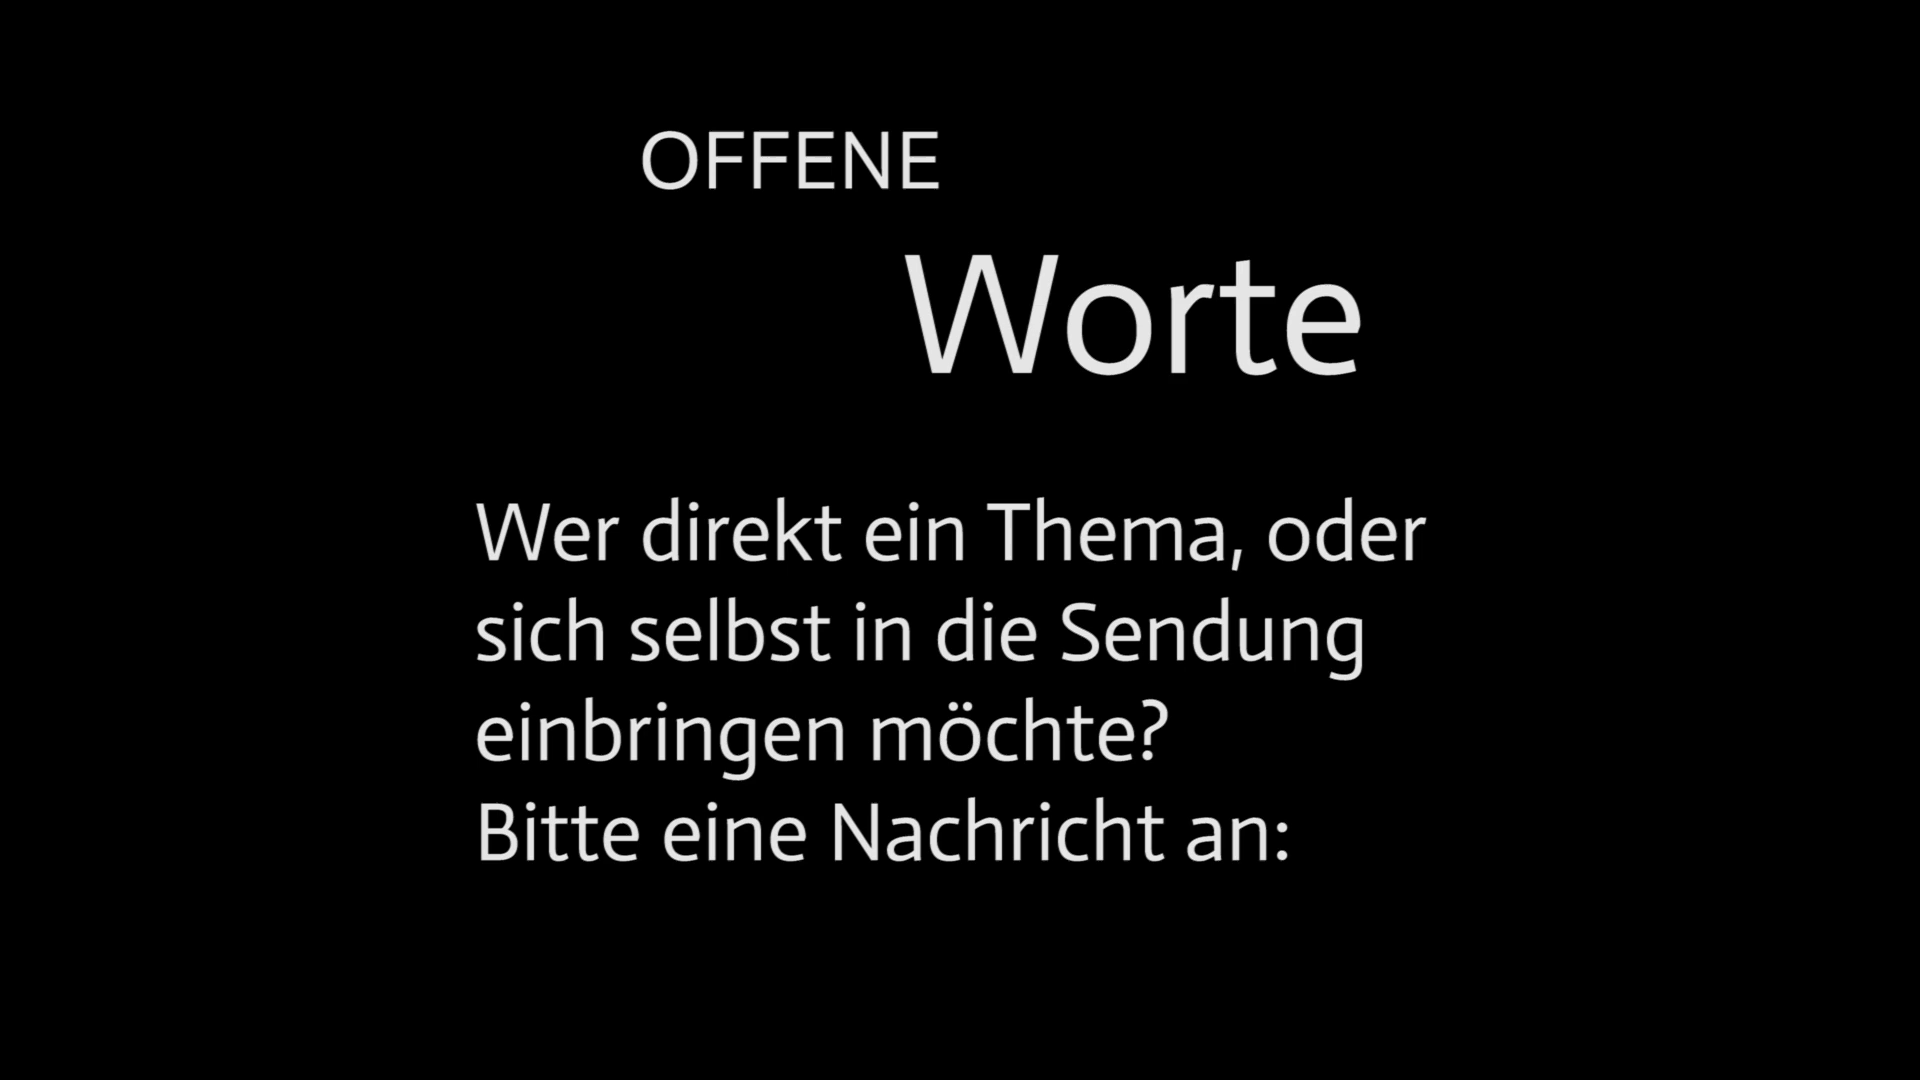 OFFENE
Worte
Wer direkt ein Thema, oder
sich selbst in die Sendung
einbringen möchte?
Bitte eine Nachricht an: